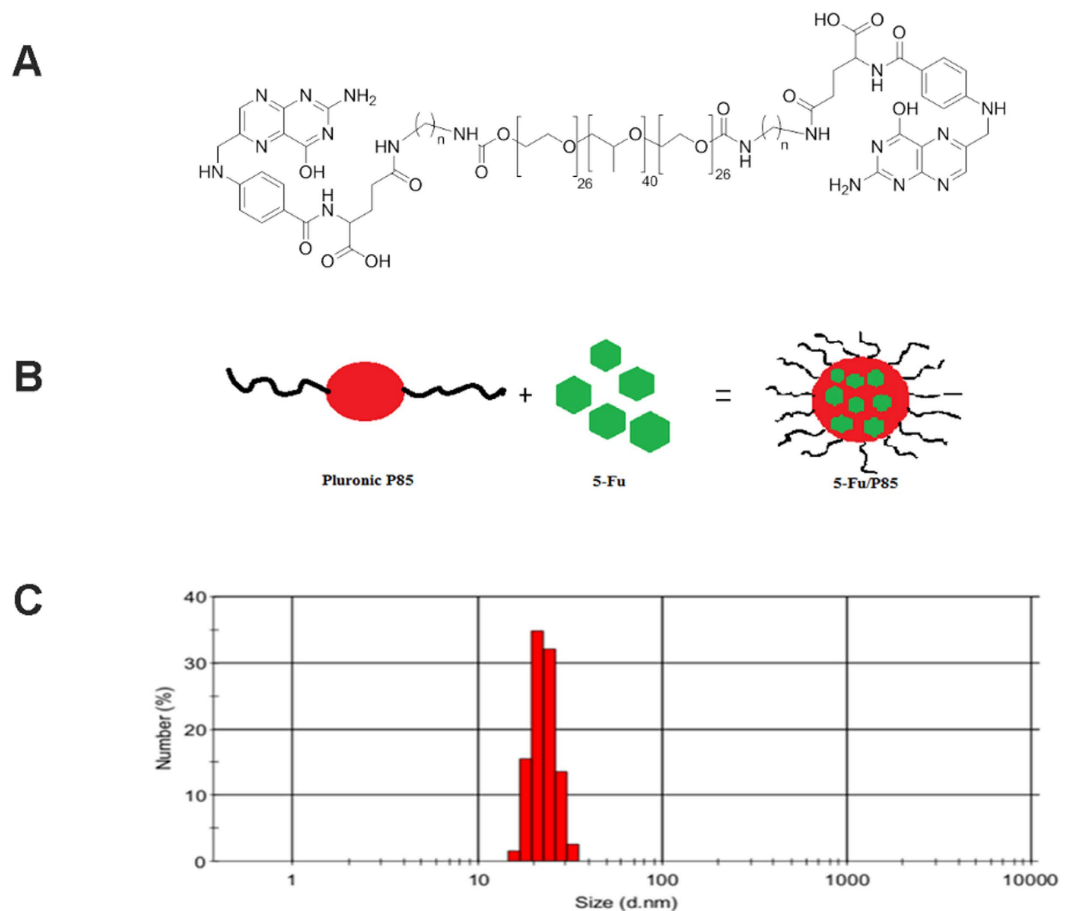 A
HO
O
O
N
H
NH
OH
N
N
N
N
H2N
O
NH
n
N
H
O
O
O
26
O
40
O
26
O
O
NH
n
HN
O
N
N
NH2
N
N
OH
HN
H
N
O
O
OH
B
+
=
Pluronic P85
5-Fu
5-Fu/P85
C
Number (%)
40
30
20
10
0
1
10
100
1000
10000
Size (d.nm)